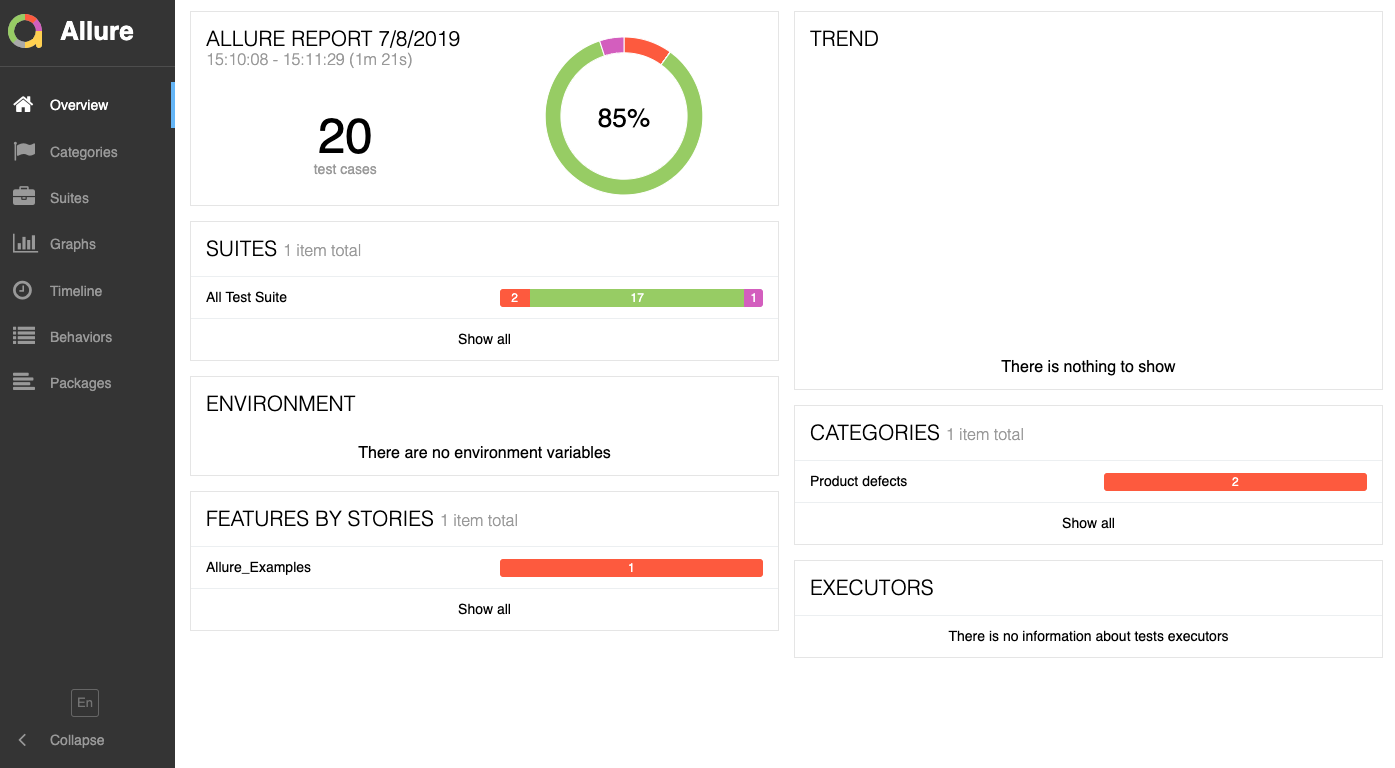 Allure
Overview
Categories
Suites
Graphs
Timeline
Behaviors
Packages
En
Collapse
ALLURE REPORT 7/8/2019
15:10:08 - 15:11:29 (1m 21s)
20
test cases
85%
SUITES 1 item total
All Test Suite 2 17 1
Show all
ENVIRONMENT
There are no environment variables
FEATURES BY STORIES 1 item total
Allure_Examples 1
Show all
TREND
There is nothing to show
CATEGORIES 1 item total
Product defects 2
Show all
EXECUTORS
There is no information about tests executors